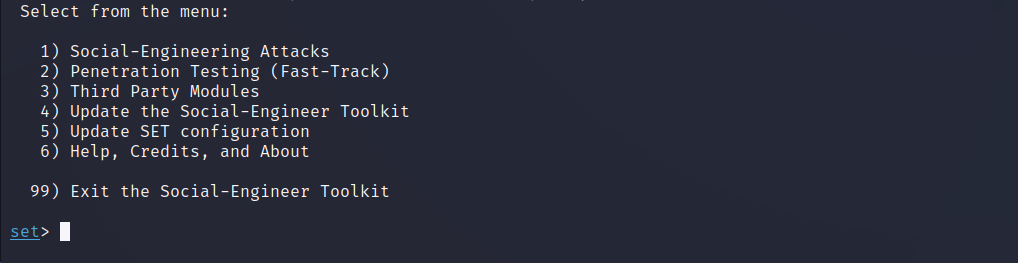 Select from the menu:
1) Social-Engineering Attacks
2) Penetration Testing (Fast-Track)
3) Third Party Modules
4) Update the Social-Engineer Toolkit
5) Update SET configuration
6) Help, Credits, and About
99) Exit the Social-Engineer Toolkit
set>